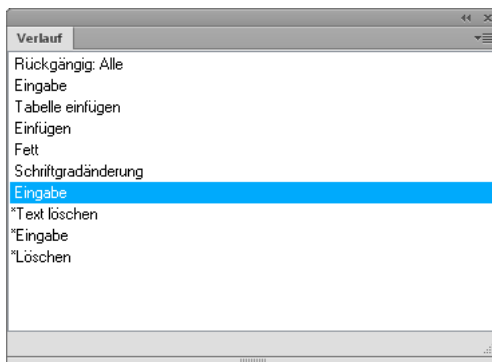 Verlauf
Rückgängig: Alle
Eingabe
Tabelle einfügen
Einfügen
Fett
Schriftgradänderung
Eingabe
*Text löschen
*Eingabe
*Löschen